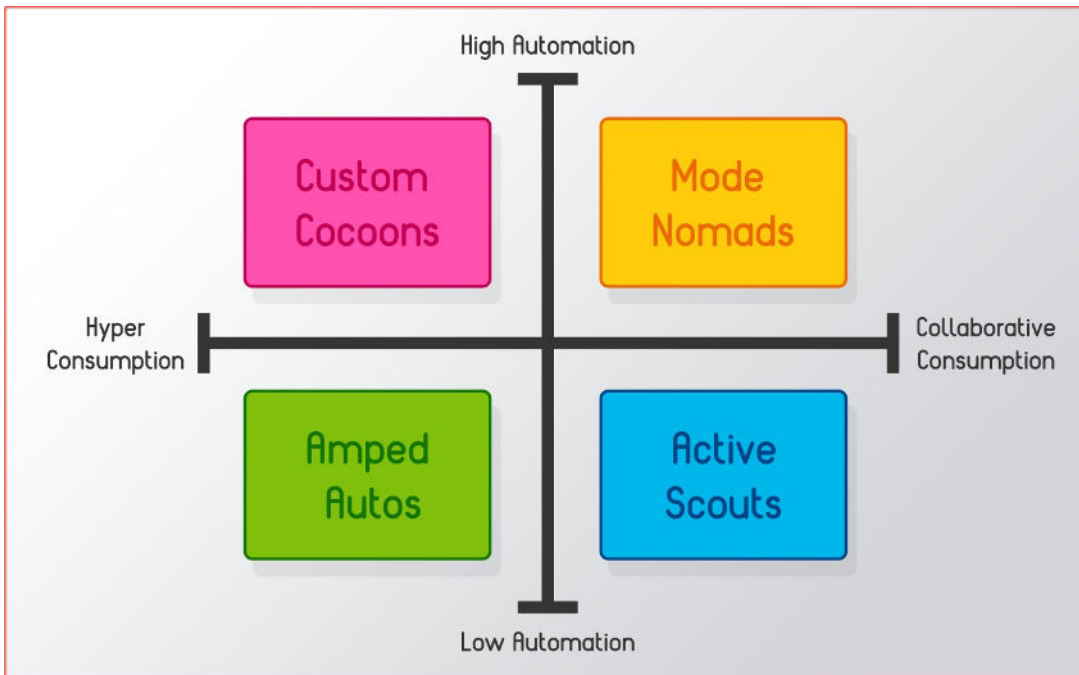 High Automation
Custom
Cocoons
Mode
Nomads
Hyper
Consumption
Collaborative
Consumption
Amped
Autos
Active
Scouts
Low Automation